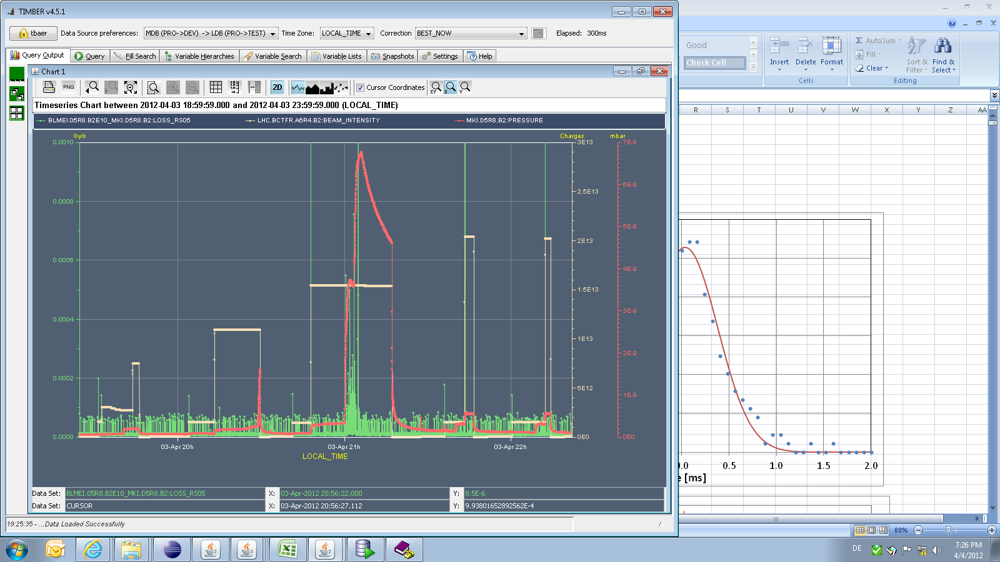 TIMBER v4.5.1
tbaer Data Source preferences: MDB (PRO->DEV) -> LDB (PRO->TEST) Time Zone: LOCAL_TIME Correction BEST_NOW Elapsed: 300ms
Query Output Query Fill Search Variable Hierarchies Variable Search Variable Lists Snapshots Settings Help
Chart 1
PNG 2D Cursor Coordinates XY X Y
Timeseries Chart between 2012-04-03 18:59:59.000 and 2012-04-03 23:59:59.000 (LOCAL_TIME)
BLMEI.05R8.B2E10_MKI.D5R8.B2:LOSS_RS05 LHC.BCTFR.A6R4.B2:BEAM_INTENSITY MKI.D5R8.B2:PRESSURE
Gy/s Charges mbar
0.0010 3E13 7E-9
6E-9
2.5E13
0.0008
5E-9
2E13
0.0006
4E-9
1.5E13
3E-9
0.0004
1E13
2E-9
0.0002
5E12
1E-9
0.0000 0E0 0E0
03-Apr 20h 03-Apr 21h 03-Apr 22h
LOCAL_TIME
Data Set: BLMEI.05R8.B2E10_MKI.D5R8.B2:LOSS_RS05 X: 03-Apr-2012 20:56:22.000 Y: 8.5E-6
Data Set: CURSOR X: 03-Apr-2012 20:56:27.112 Y: 9.93801652892562E-4
19:25:35 - ...Data Loaded Successfully
Good
Check Cell
Insert Delete Format
Cells
AutoSum
Fill
Clear
Sort & Filter
Find & Select
Editing
R S T U V W X Y Z AA
0.0 0.5 1.0 1.5 2.0
e [ms]
80%
DE
7:26 PM
4/4/2012